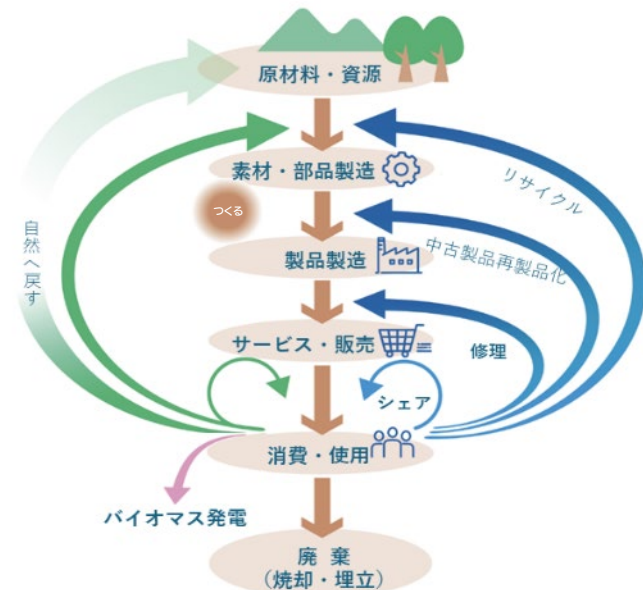 原材料・資源
素材・部品製造
リサイクル
つくる
自然へ戻す
中古製品再製品化
製品製造
サービス・販売
修理
シェア
消費・使用
バイオマス発電
廃 棄
(焼却・埋立)